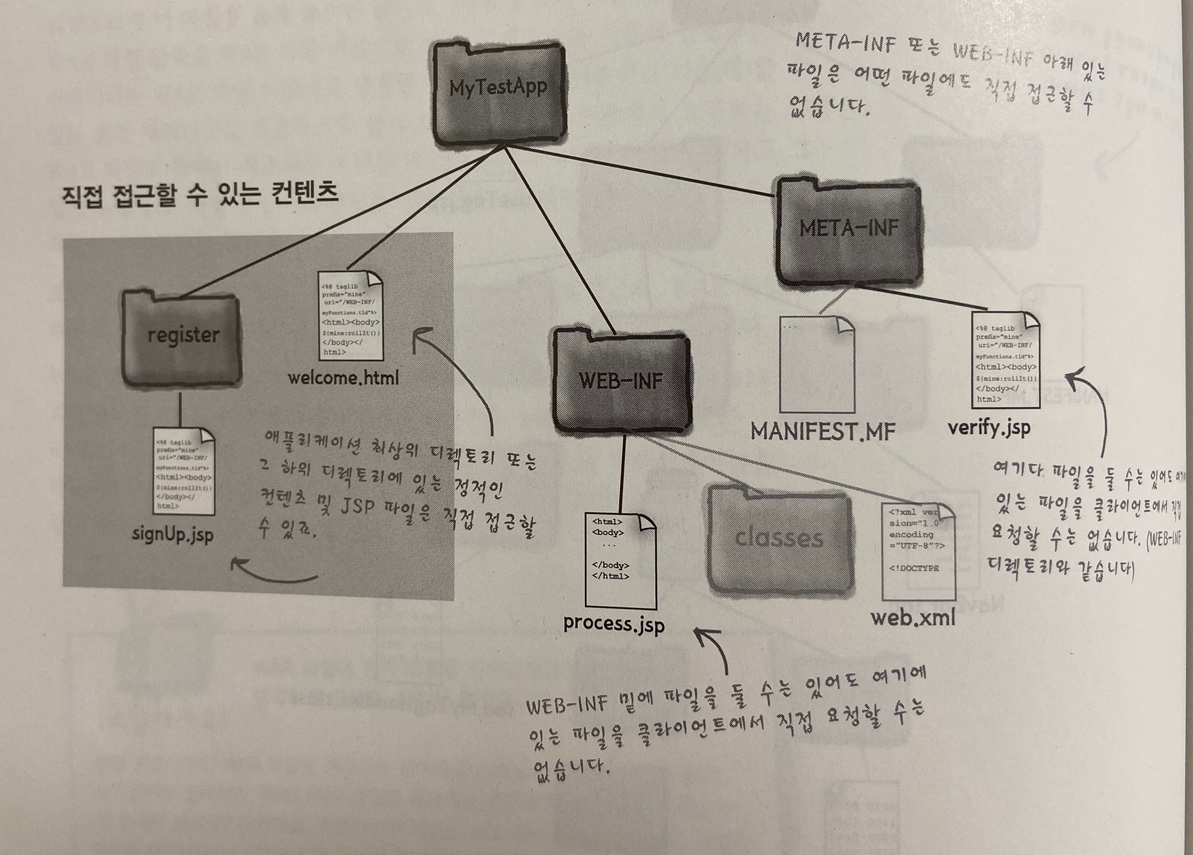 MyTestApp
META-INF 또는 WEB-INF 아래 있는
파일은 어떤 파일에도 직접 접근할 수
없습니다.
직접 접근할 수 있는 컨텐츠
META-INF
register
<%@ taglib
prefix="mine"
uri="/WEB-INF/
myfunctions.tld"%>
<html><body>
${mine:rollIt()}
</body></
html>
welcome.html
WEB-INF
...
MANIFEST.MF
<%@ taglib
prefix="mine"
uri="/WEB-INF/
myfunctions.tld"%>
<html><body>
${mine:rollIt()}
</body></
html>
verify.jsp
<%@ taglib
prefix="mine"
uri="/WEB-INF/
myfunctions.tld"%>
<html><body>
${mine:rollIt()}
</body></
html>
signUp.jsp
애플리케이션 최상위 디렉토리 또는
그 하위 디렉토리에 있는 정적인
컨텐츠 및 JSP 파일은 직접 접근할
수 있죠.
여기다 파일을 둘 수는 있어도
있는 파일을 클라이언트에서 직접
요청할 수는 없습니다. (WEB-INF
디렉토리와 같습니다)
<html>
<body>
...
</body>
</html>
process.jsp
classes
<?xml ver
sion="1.0"
encoding
="UTF-8"?>
<!DOCTYPE
web.xml
WEB-INF 밑에 파일을 둘 수는 있어도 여기에
있는 파일을 클라이언트에서 직접 요청할 수는
없습니다.